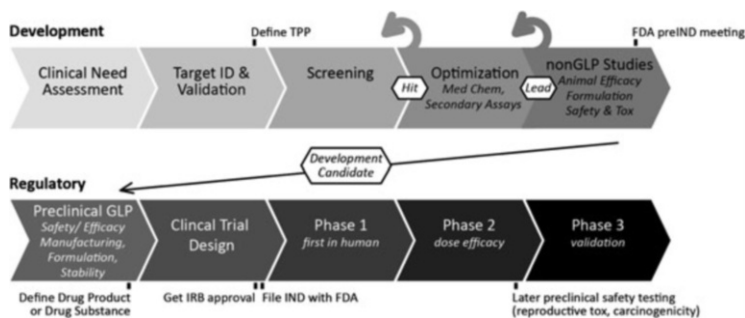 Development
Define TPP
FDA preIND meeting
Clinical Need
Assessment
Target ID &
Validation
Screening
Hit
Optimization
Med Chem,
Secondary Assays
Lead
nonGLP Studies
Animal Efficacy
Formulation
Safety & Tox
Development
Candidate
Regulatory
Preclinical GLP
Safety/ Efficacy
Manufacturing,
Formulation,
Stability
Clincal Trial
Design
Phase 1
first in human
Phase 2
dose efficacy
Phase 3
validation
Define Drug Product
or Drug Substance
Get IRB approval
File IND with FDA
Later preclinical safety testing
(reproductive tox, carcinogenicity)